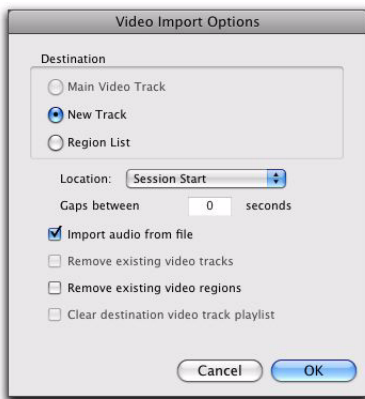 Video Import Options
Destination
Main Video Track
New Track
Region List
Location: Session Start
Gaps between 0 seconds
Import audio from file
Remove existing video tracks
Remove existing video regions
Clear destination video track playlist
Cancel OK